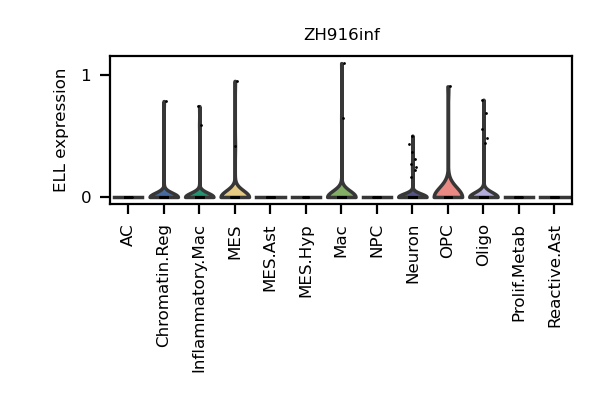 ZH916inf
ELL expression
1
0
AC
Chromatin.Reg
Inflammatory.Mac
MES
MES.Ast
MES.Hyp
Mac
NPC
Neuron
OPC
Oligo
Prolif.Metab
Reactive.Ast